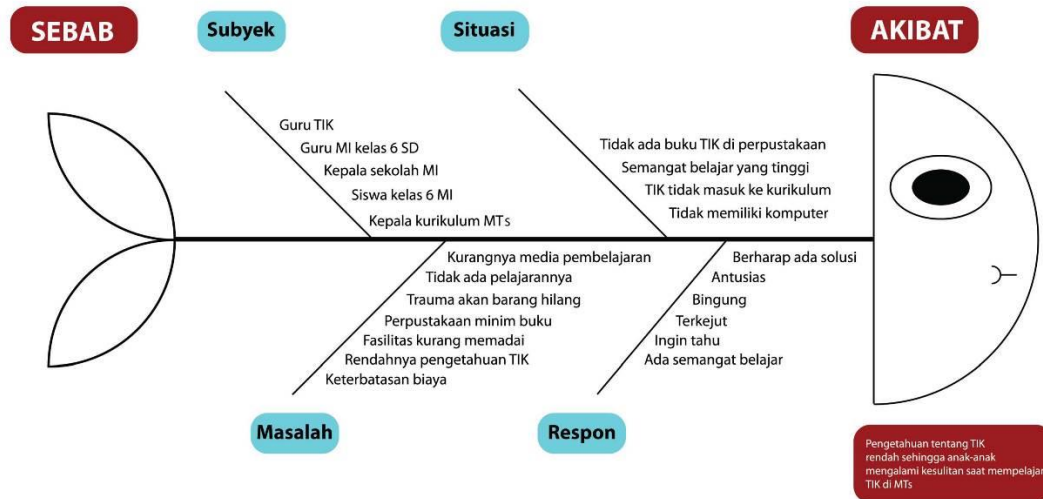 SEBAB
Subyek
Situasi
AKIBAT
Guru TIK
Guru MI kelas 6 SD
Kepala sekolah MI
Siswa kelas 6 MI
Kepala kurikulum MTs
Tidak ada buku TIK di perpustakaan
Semangat belajar yang tinggi
TIK tidak masuk ke kurikulum
Tidak memiliki komputer
Kurangnya media pembelajaran
Tidak ada pelajarannya
Trauma akan barang hilang
Perpustakaan minim buku
Fasilitas kurang memadai
Rendahnya pengetahuan TIK
Keterbatasan biaya
Berharap ada solusi
Antusias
Bingung
Terkejut
Ingin tahu
Ada semangat belajar
Masalah
Respon
Pengetahuan tentang TIK
rendah sehingga anak-anak
mengalami kesulitan saat mempelajar
TIK di MTs